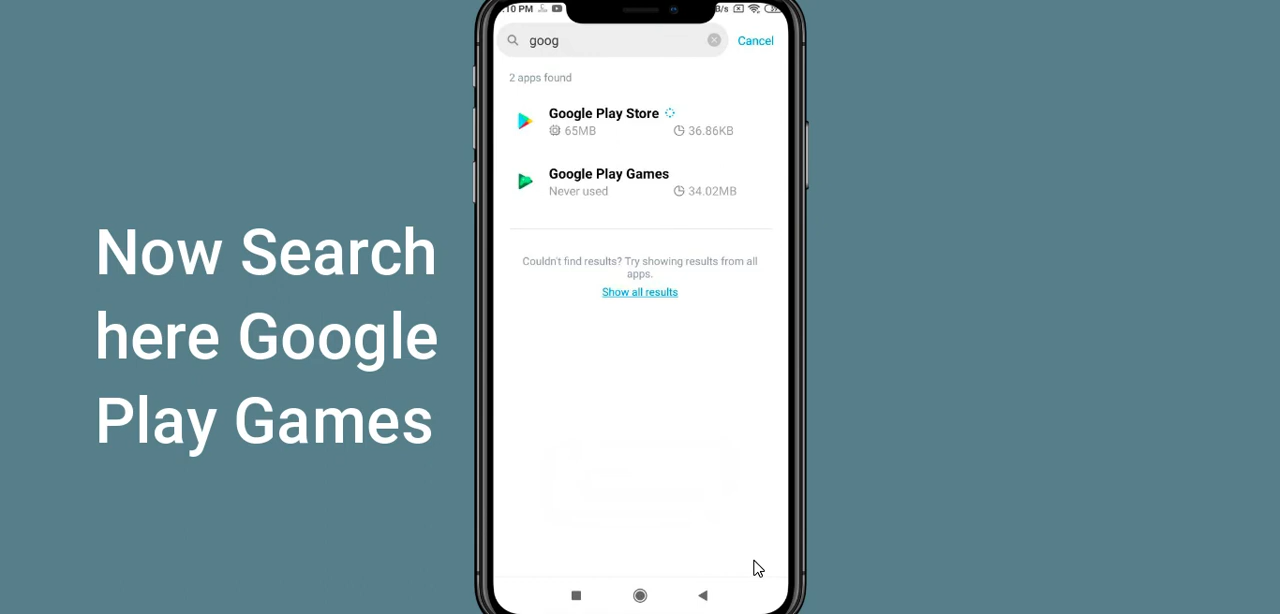 :10 PM
goog
Cancel
2 apps found
Google Play Store
65MB 36.86KB
Google Play Games
Never used 34.02MB
Couldn't find results? Try showing results from all
apps.
Show all results
Now Search
here Google
Play Games